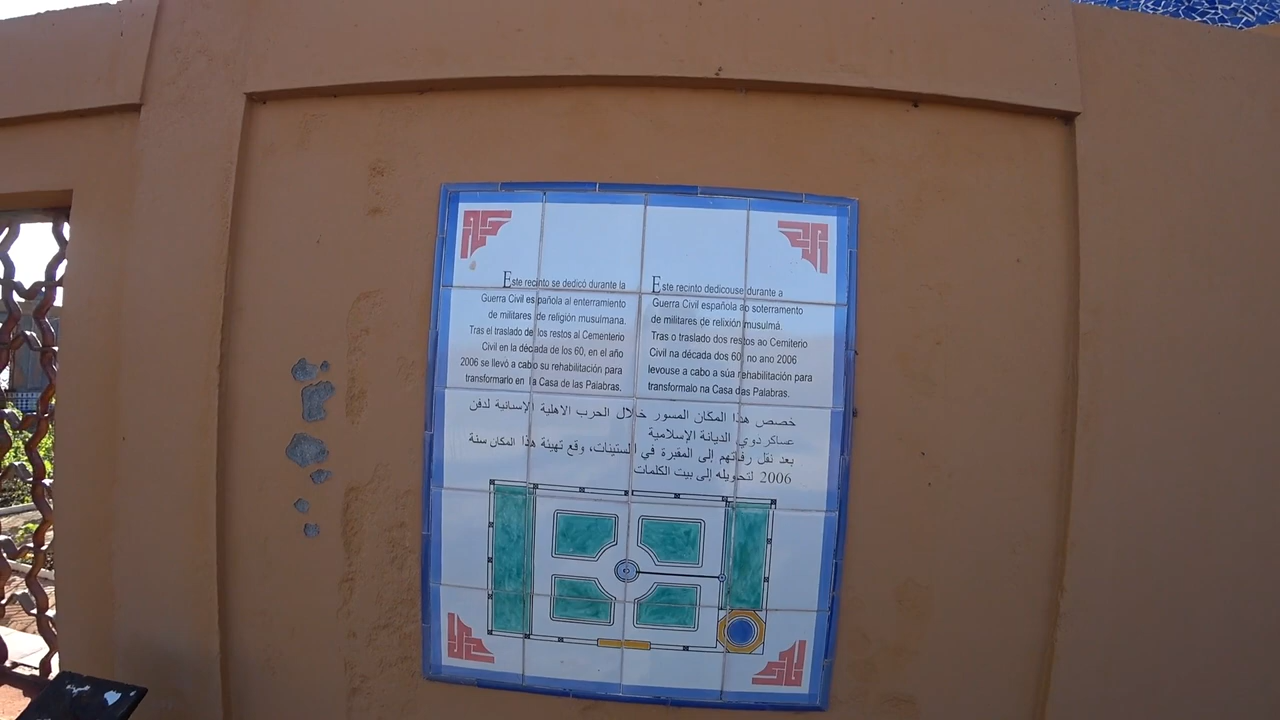 Este recinto se dedicó durante la
Guerra Civil española al enterramiento
de militares de religión musulmana.
Tras el traslado de los restos al Cementerio
Civil en la década de los 60, en el año
2006 se llevó a cabo su rehabilitación para
transformarlo en la Casa de las Palabras.
Este recinto dedicouse durante a
Guerra Civil española ao soterramento
de militares de relixión musulmá.
Tras o traslado dos restos ao Cemiterio
Civil na década dos 60, no ano 2006
levouse a cabo a súa rehabilitación para
transformalo na Casa das Palabras.
خصص هذا المكان المسور خلال الحرب الاهلية الإسبانية لدفن
عساكر ذوي الديانة الإسلامية
بعد نقل رفاتهم إلى المقبرة في الستينات، وقع تهيئة هذا المكان سنة
2006 لتحويله إلى بيت الكلمات